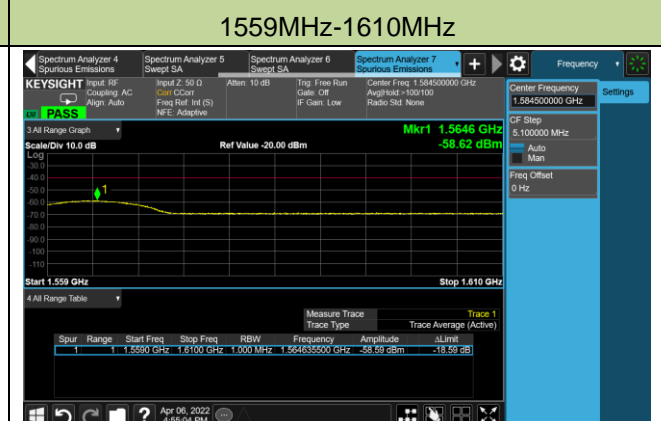 1559MHz-1610MHz
Spectrum Analyzer 4
Spurious Emissions
Spectrum Analyzer 5
Swept SA
Spectrum Analyzer 6
Swept SA
Spectrum Analyzer 7
Spurious Emissions
+
Frequency
KEYSIGHT
Input: RF
Coupling: AC
Align: Auto
Input Z: 50 Ω
Corr CCorr
Freq Ref: Int (S)
NFE: Adaptive
Atten: 10 dB
Trig: Free Run
Gate: Off
IF Gain: Low
Center Freq: 1.584500000 GHz
Avg|Hold:>100/100
Radio Std: None
PASS
Center Frequency
1.584500000 GHz
Settings
CF Step
5.100000 MHz
Auto
Man
Freq Offset
0 Hz
3 All Range Graph
Mkr1 1.5646 GHz
Scale/Div 10.0 dB
Ref Value -20.00 dBm
-58.62 dBm
Log
-30.0
-40.0
-50.0
-60.0
-70.0
-80.0
-90.0
-100
-110
1
Start 1.559 GHz
Stop 1.610 GHz
4 All Range Table
Measure Trace Trace 1
Trace Type Trace Average (Active)
Spur Range Start Freq Stop Freq RBW Frequency Amplitude ΔLimit
1 1 1.5590 GHz 1.6100 GHz 1.000 MHz 1.564635500 GHz -58.59 dBm -18.59 dB
?
Apr 06, 2022
4:55:04 PM